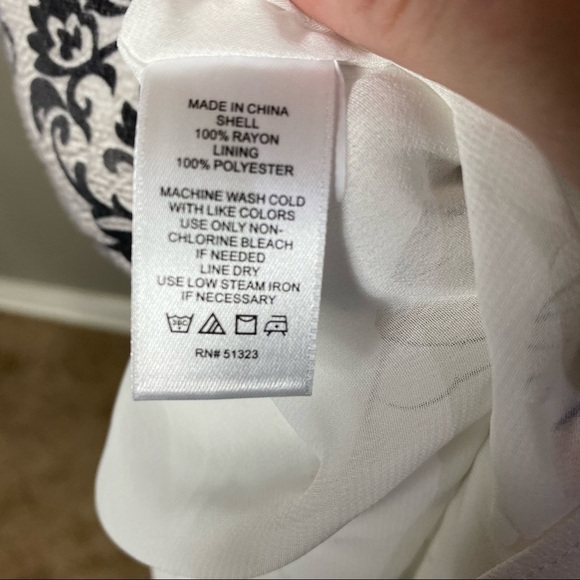 MADE IN CHINA
SHELL
100% RAYON
LINING
100% POLYESTER
MACHINE WASH COLD
WITH LIKE COLORS
USE ONLY NON-
CHLORINE BLEACH
IF NEEDED
LINE DRY
USE LOW STEAM IRON
IF NECESSARY
30C
RN# 51323